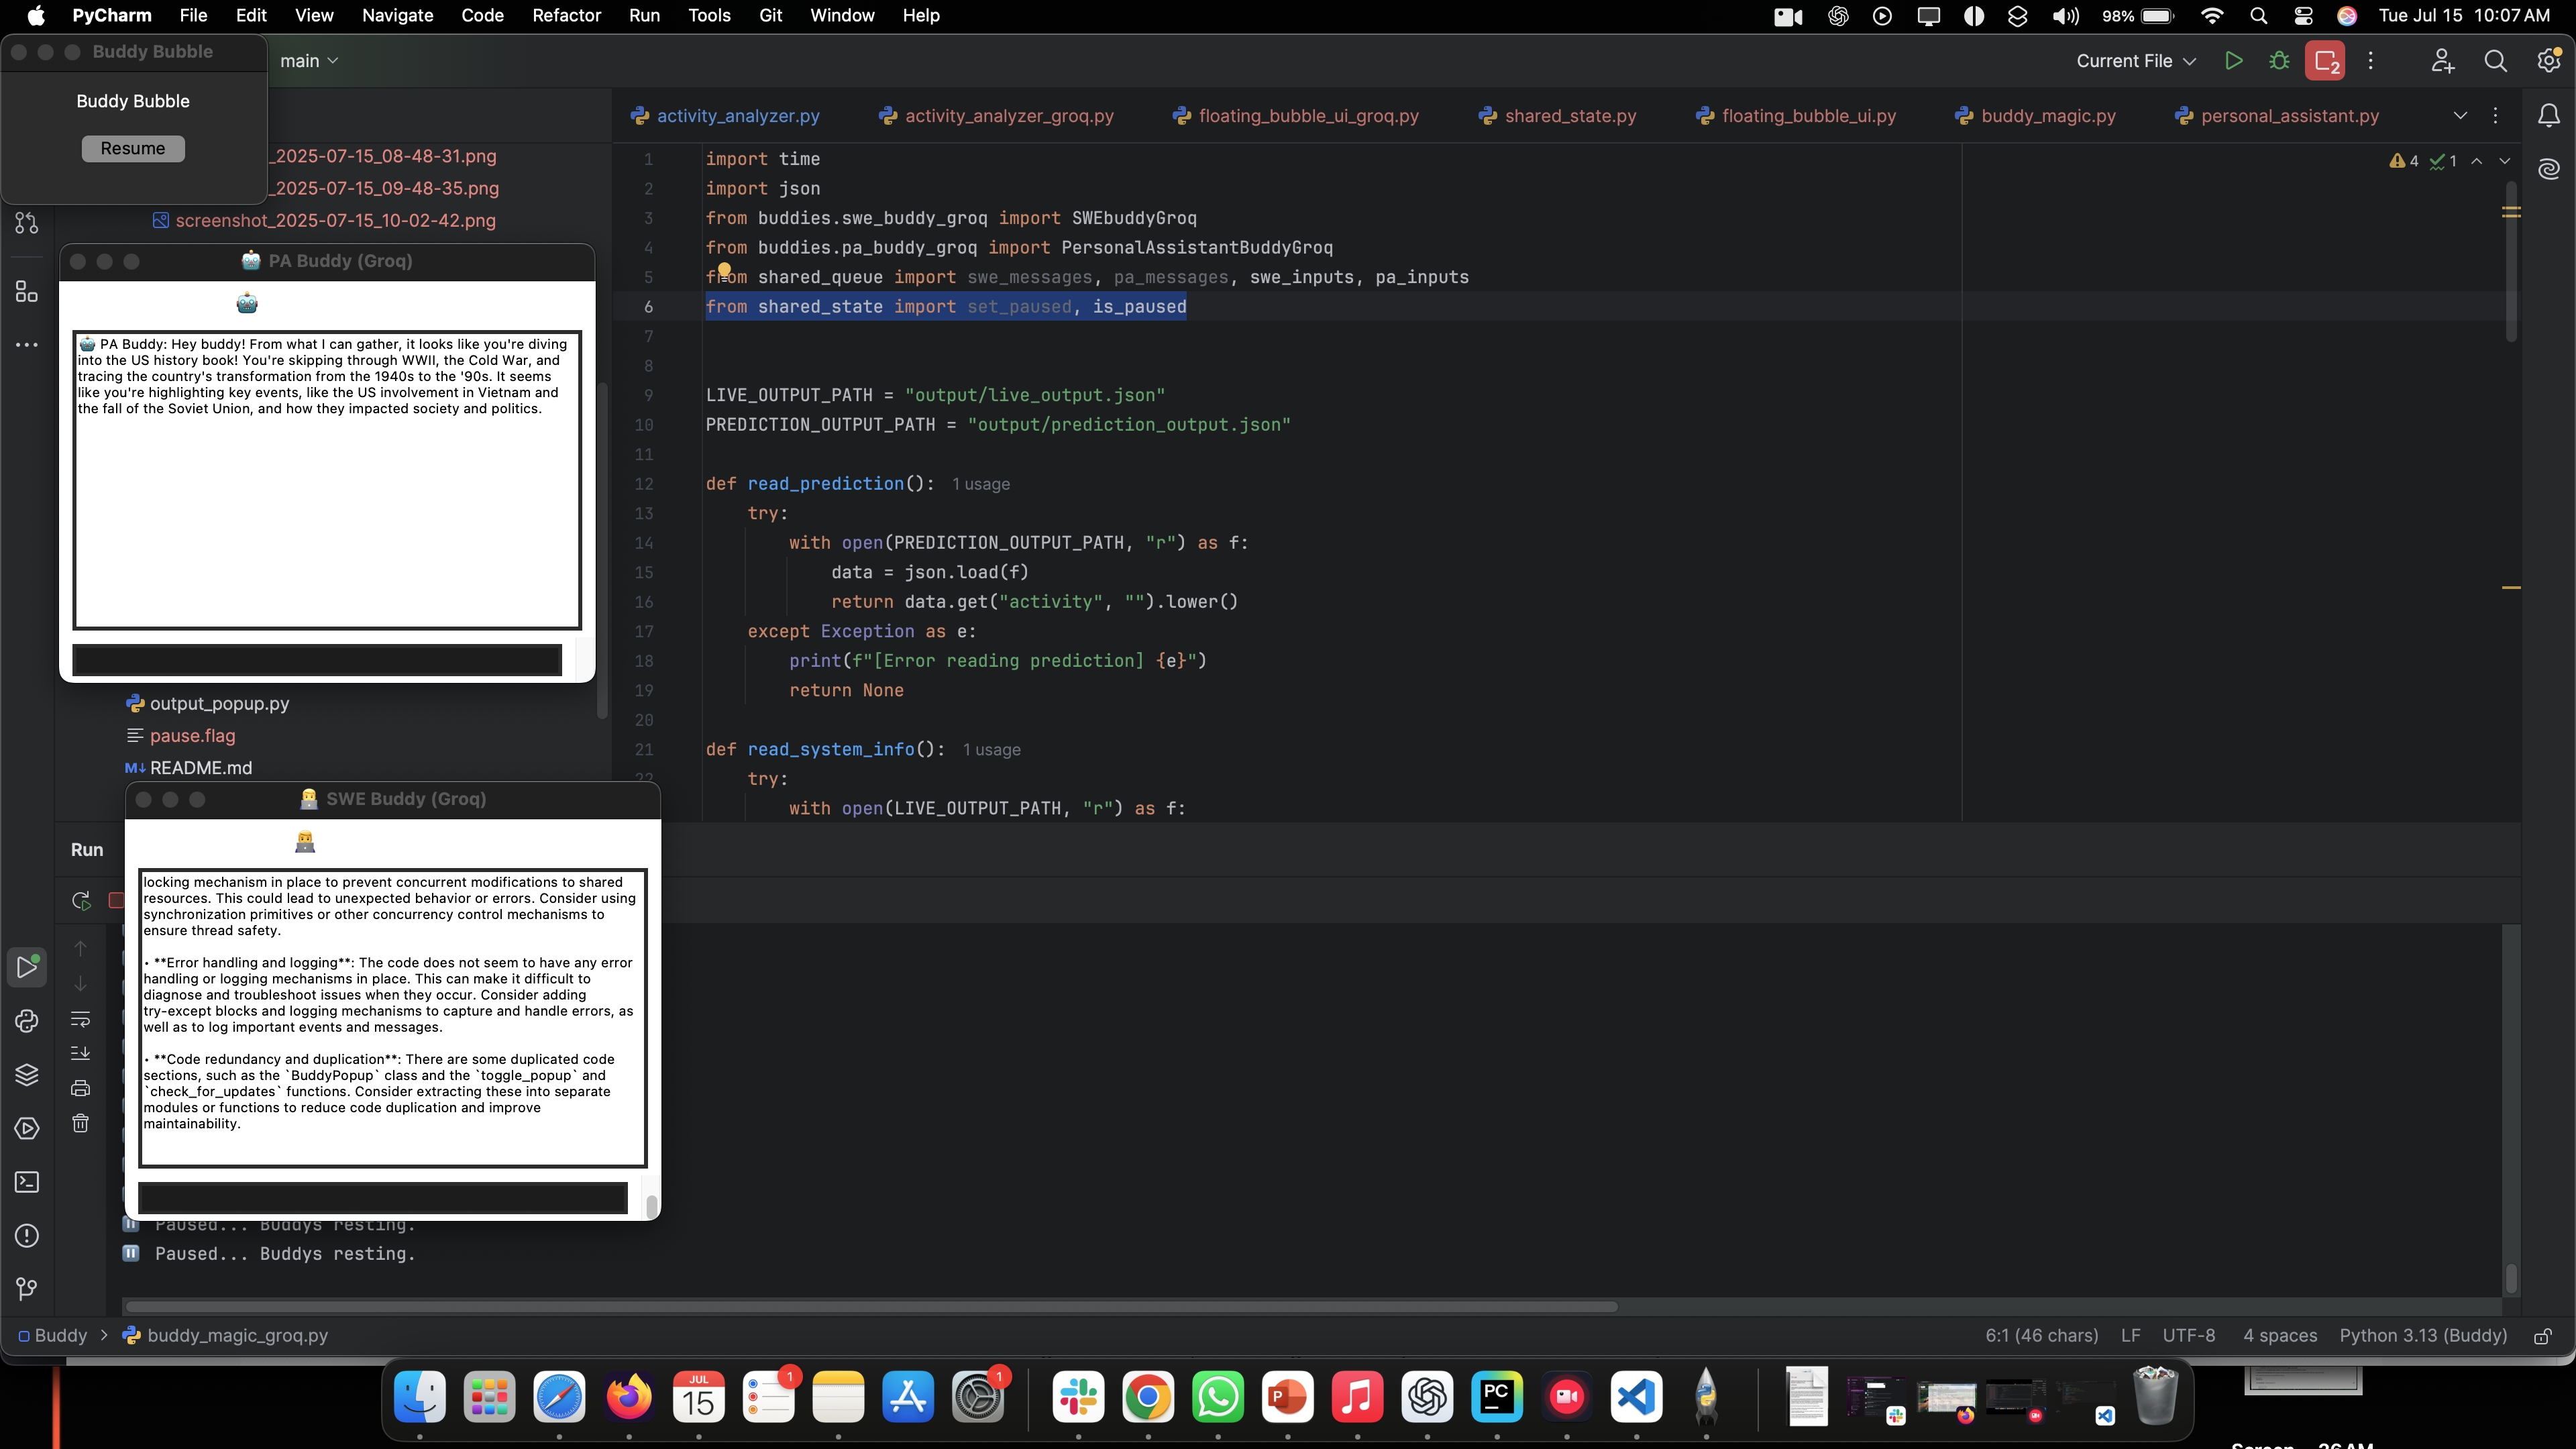 PyCharm File Edit View Navigate Code Refactor Run Tools Git Window Help
98% Tue Jul 15 10:07 AM
Buddy Bubble
Buddy Bubble
Resume
main
Current File
2
activity_analyzer.py
activity_analyzer_groq.py
floating_bubble_ui_groq.py
shared_state.py
floating_bubble_ui.py
buddy_magic.py
personal_assistant.py
_2025-07-15_08-48-31.png
_2025-07-15_09-48-35.png
screenshot_2025-07-15_10-02-42.png
PA Buddy (Groq)
PA Buddy: Hey buddy! From what I can gather, it looks like you're diving
into the US history book! You're skipping through WWII, the Cold War, and
tracing the country's transformation from the 1940s to the '90s. It seems
like you're highlighting key events, like the US involvement in Vietnam and
the fall of the Soviet Union, and how they impacted society and politics.
output_popup.py
pause.flag
README.md
4 1
1 import time
2 import json
3 from buddies.swe_buddy_groq import SWEbuddyGroq
4 from buddies.pa_buddy_groq import PersonalAssistantBuddyGroq
5 from shared_queue import swe_messages, pa_messages, swe_inputs, pa_inputs
6 from shared_state import set_paused, is_paused
7
8
9 LIVE_OUTPUT_PATH = "output/live_output.json"
10 PREDICTION_OUTPUT_PATH = "output/prediction_output.json"
11
12 def read_prediction(): 1 usage
13 try:
14 with open(PREDICTION_OUTPUT_PATH, "r") as f:
15 data = json.load(f)
16 return data.get("activity", "").lower()
17 except Exception as e:
18 print(f"[Error reading prediction] {e}")
19 return None
20
21 def read_system_info(): 1 usage
22 try:
with open(LIVE_OUTPUT_PATH, "r") as f:
Run
SWE Buddy (Groq)
locking mechanism in place to prevent concurrent modifications to shared
resources. This could lead to unexpected behavior or errors. Consider using
synchronization primitives or other concurrency control mechanisms to
ensure thread safety.
• **Error handling and logging**: The code does not seem to have any error
handling or logging mechanisms in place. This can make it difficult to
diagnose and troubleshoot issues when they occur. Consider adding
try-except blocks and logging mechanisms to capture and handle errors, as
well as to log important events and messages.
• **Code redundancy and duplication**: There are some duplicated code
sections, such as the `BuddyPopup` class and the `toggle_popup` and
`check_for_updates` functions. Consider extracting these into separate
modules or functions to reduce code duplication and improve
maintainability.
Paused... Buddys resting.
Paused... Buddys resting.
Buddy > buddy_magic_groq.py
6:1 (46 chars) LF UTF-8 4 spaces Python 3.13 (Buddy)
JUL
15
1
1
PC